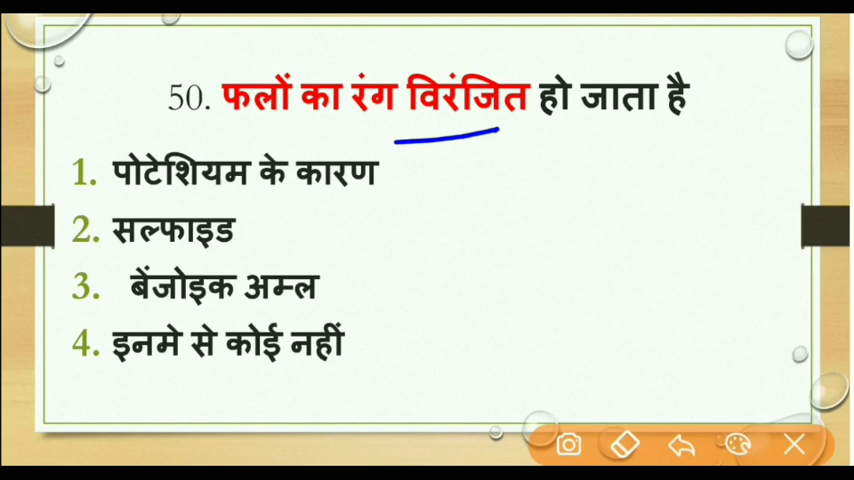 50. फलों का रंग विरंजित हो जाता है
1. पोटेशियम के कारण
2. सल्फाइड
3. बेंजोइक अम्ल
4. इनमे से कोई नहीं